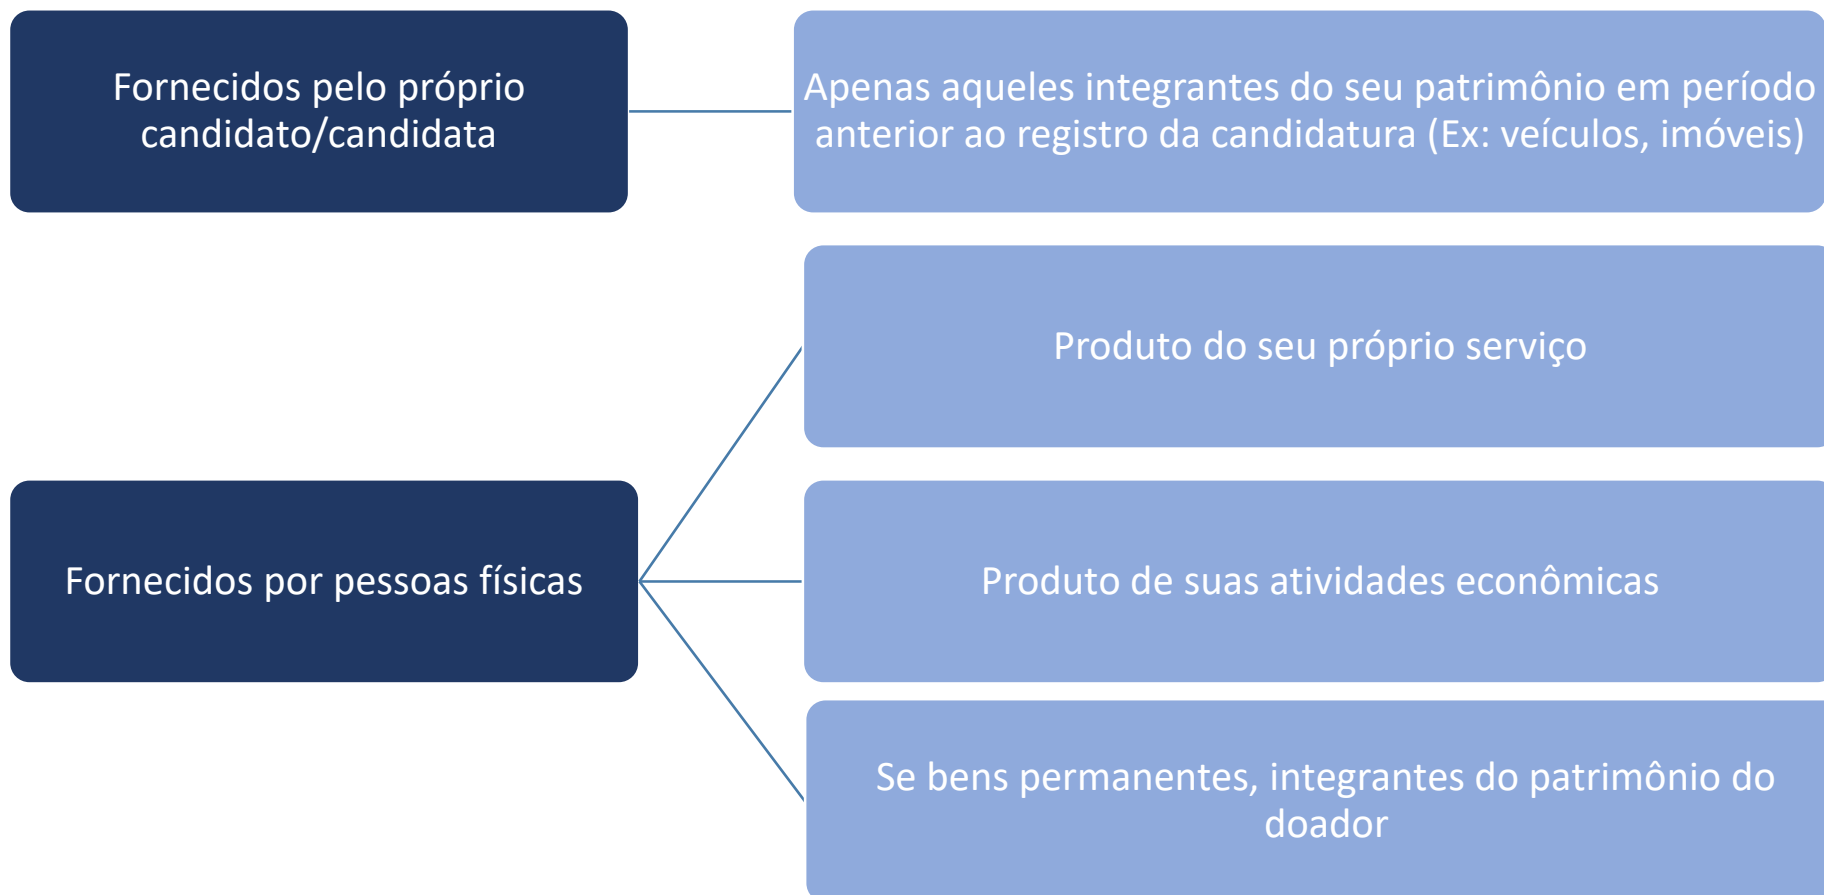 Fornecidos pelo próprio
candidato/candidata
Apenas aqueles integrantes do seu patrimônio em período
anterior ao registro da candidatura (Ex: veículos, imóveis)
Fornecidos por pessoas físicas
Produto do seu próprio serviço
Produto de suas atividades econômicas
Se bens permanentes, integrantes do patrimônio do
doador